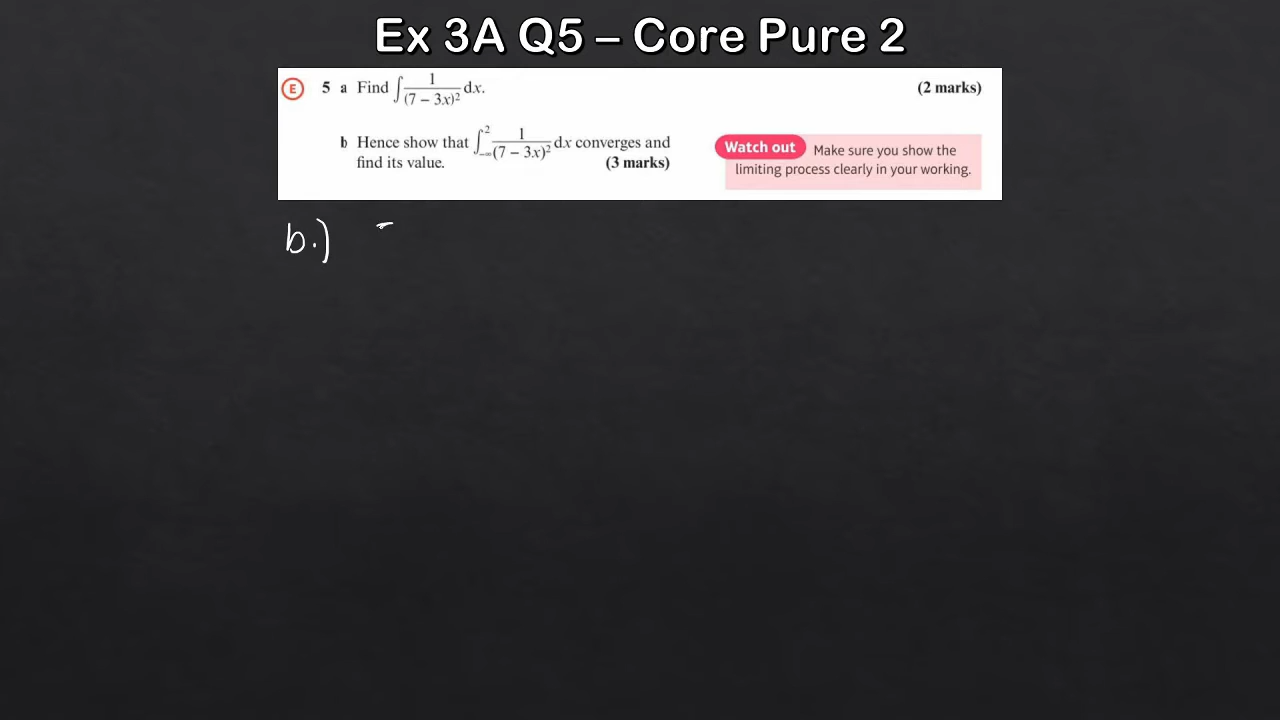 Ex 3A Q5 – Core Pure 2
E 5 a Find ∫ 1/(7 – 3x)² dx. (2 marks)
b Hence show that ∫_{-∞}^{2} 1/(7 – 3x)² dx converges and
find its value. (3 marks)
Watch out Make sure you show the
limiting process clearly in your working.
b.)